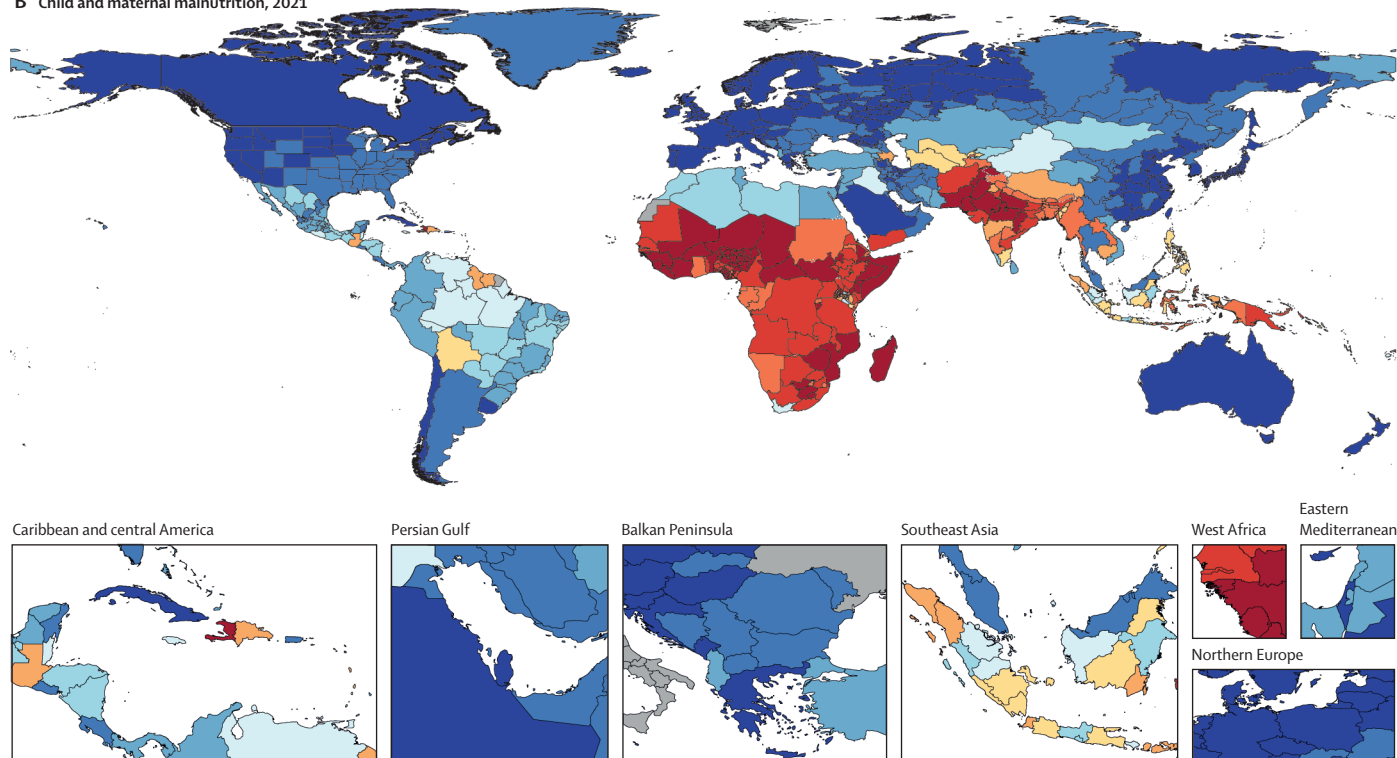 B Child and maternal malnutrition, 2021
Caribbean and central America
Persian Gulf
Balkan Peninsula
Southeast Asia
West Africa
Eastern
Mediterranean
Northern Europe